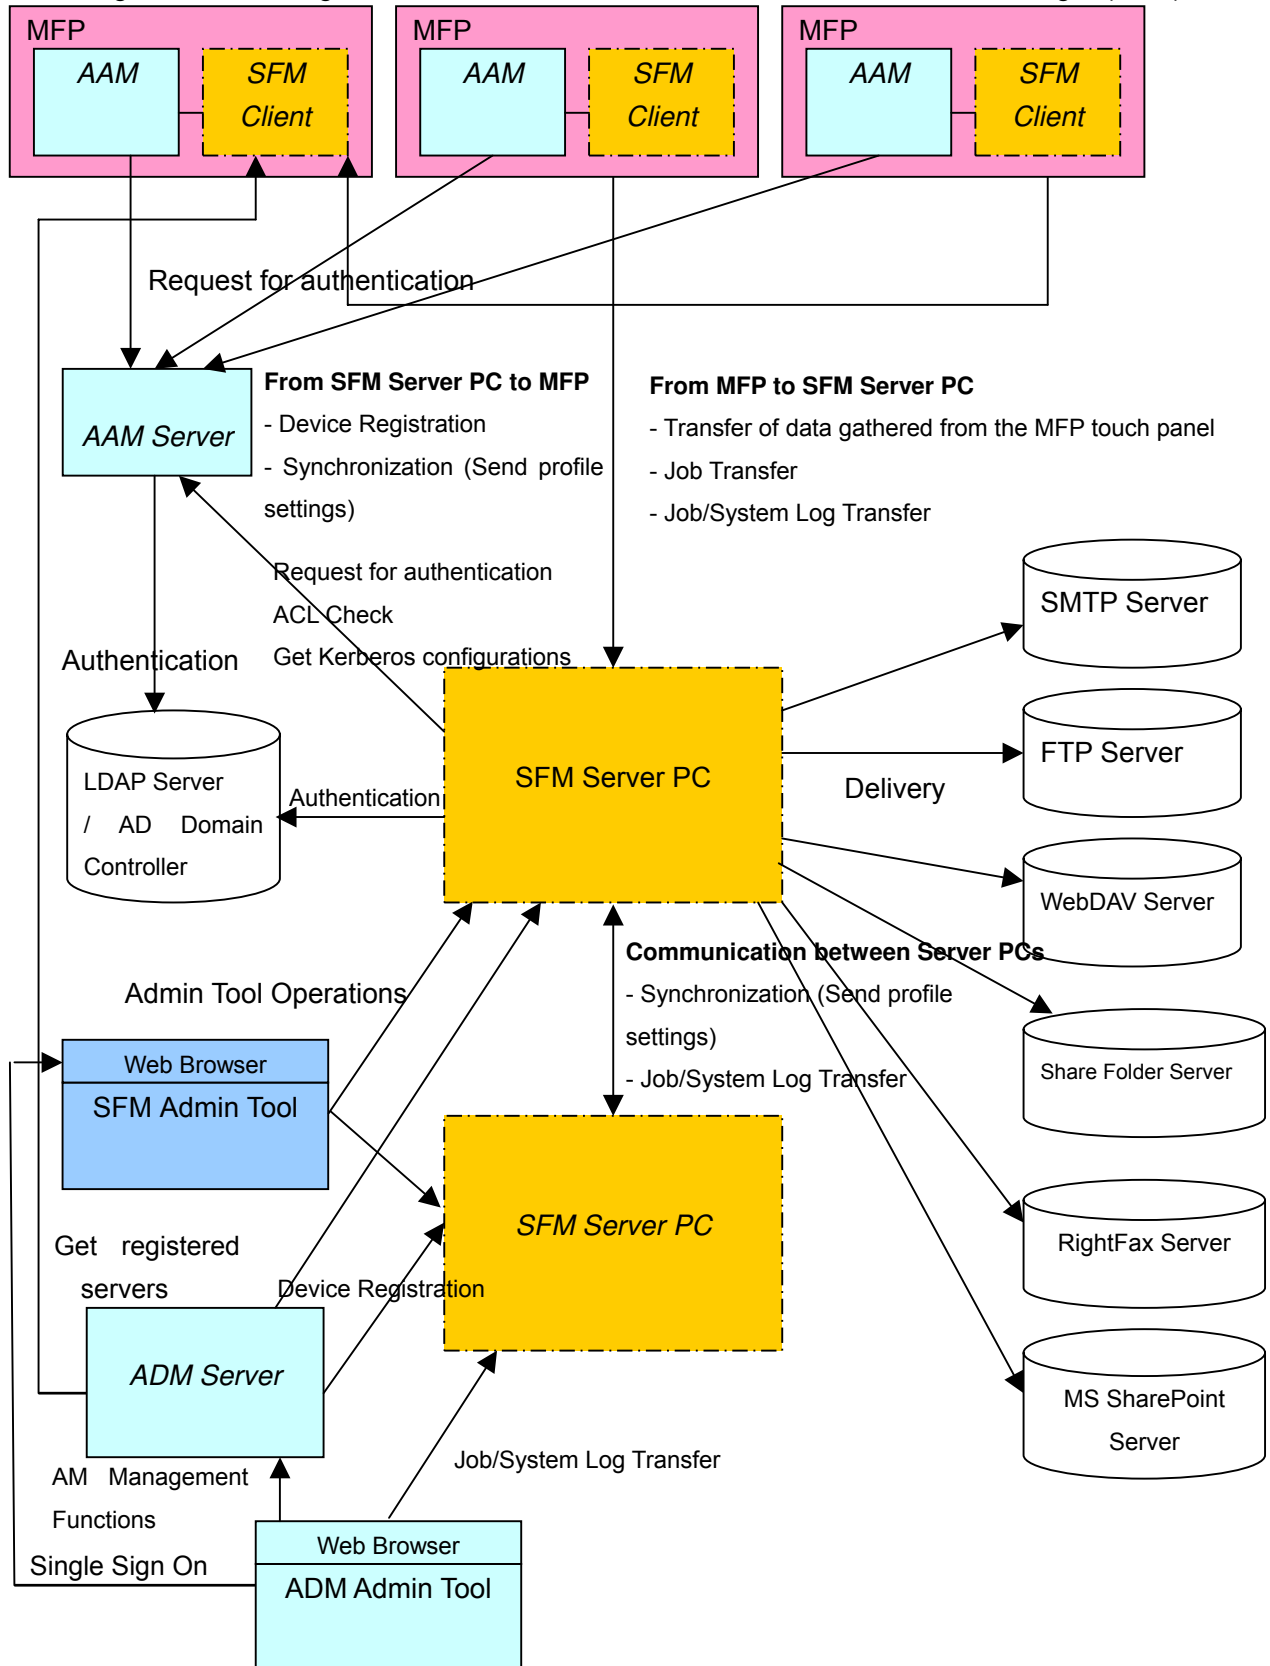 MFP
AAM
SFM
Client
MFP
AAM
SFM
Client
MFP
AAM
SFM
Client
Request for authentication
AAM Server
From SFM Server PC to MFP
- Device Registration
- Synchronization (Send profile
settings)
From MFP to SFM Server PC
- Transfer of data gathered from the MFP touch panel
- Job Transfer
- Job/System Log Transfer
Request for authentication
ACL Check
Get Kerberos configurations
Authentication
LDAP Server
/ AD Domain
Controller
Authentication
SFM Server PC
Delivery
SMTP Server
FTP Server
WebDAV Server
Share Folder Server
RightFax Server
MS SharePoint
Server
Communication between Server PCs
- Synchronization (Send profile
settings)
- Job/System Log Transfer
Admin Tool Operations
Web Browser
SFM Admin Tool
SFM Server PC
Get registered
servers
Device Registration
ADM Server
AM Management
Functions
Job/System Log Transfer
Single Sign On
Web Browser
ADM Admin Tool